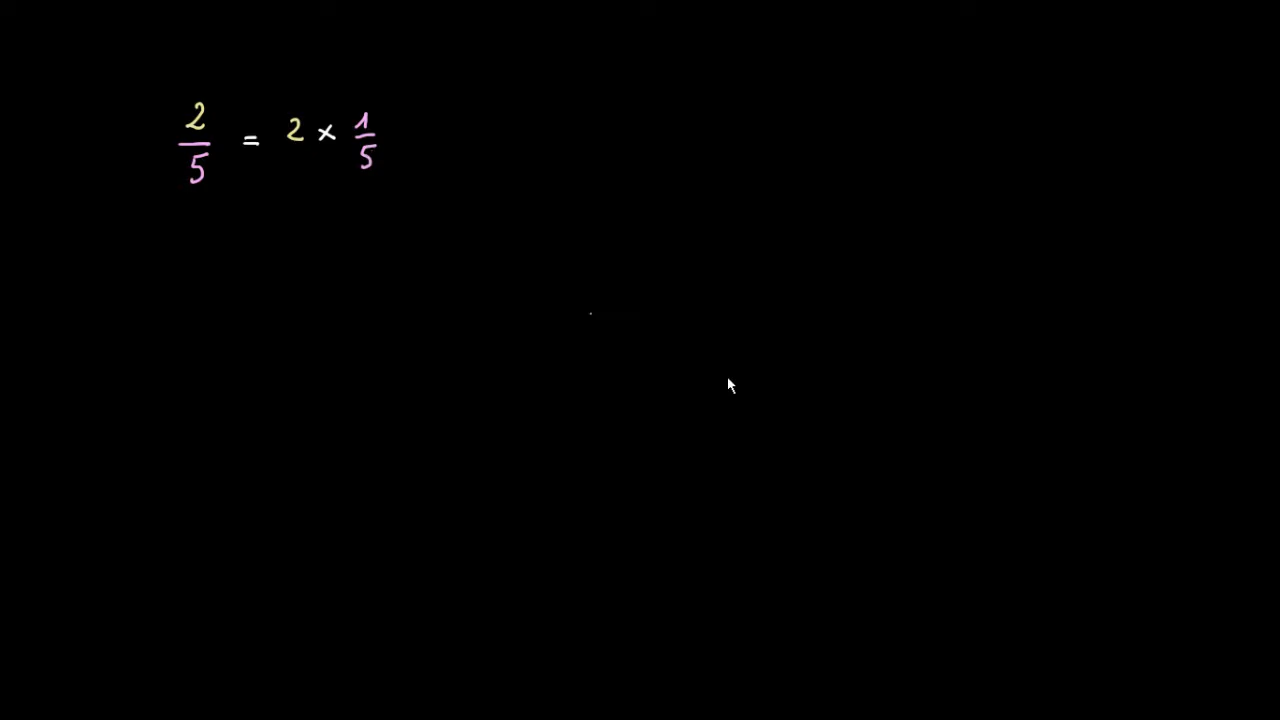 2/5 = 2 × 1/5